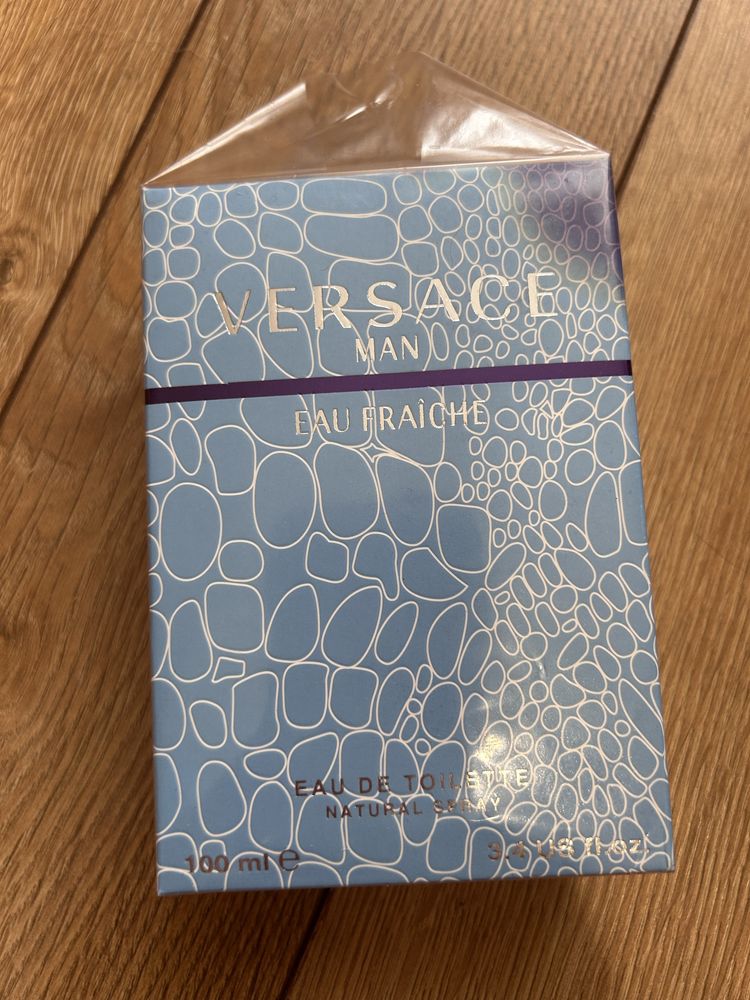 VERSACE
MAN
EAU FRAÎCHE
EAU DE TOILETTE
NATURAL SPRAY
100 ml e 3.4 US fl.oz